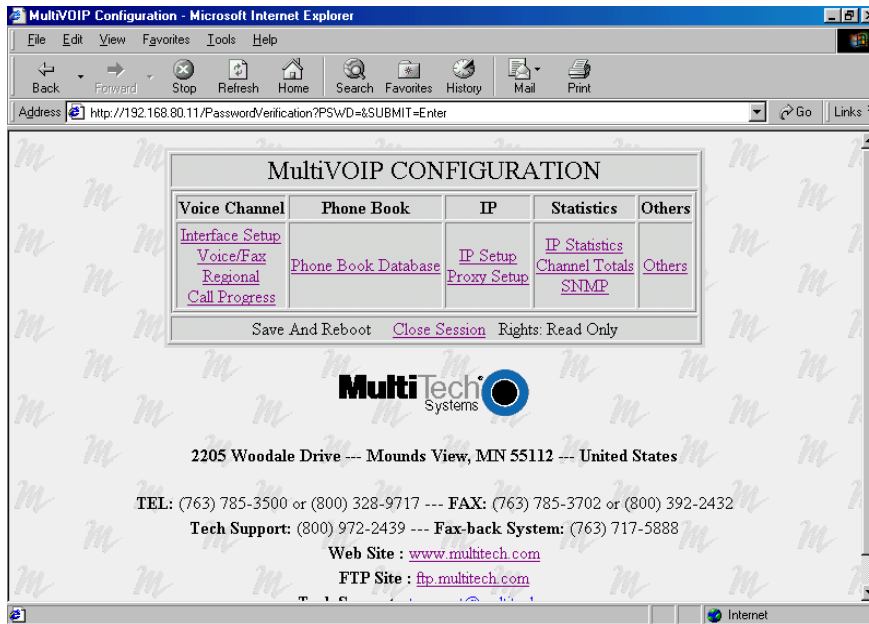 MultiVOIP Configuration - Microsoft Internet Explorer
File Edit View Favorites Tools Help
Back Forward Stop Refresh Home Search Favorites History Mail Print
Address http://192.168.80.11/PasswordVerification?PSWD=&SUBMIT=Enter Go Links
MultiVOIP CONFIGURATION
Voice Channel Phone Book IP Statistics Others
Interface Setup
Voice/Fax
Regional
Call Progress
Phone Book Database
IP Setup
Proxy Setup
IP Statistics
Channel Totals
SNMP
Others
Save And Reboot Close Session Rights: Read Only
MultiTech
Systems
2205 Woodale Drive --- Mounds View, MN 55112 --- United States
TEL: (763) 785-3500 or (800) 328-9717 --- FAX: (763) 785-3702 or (800) 392-2432
Tech Support: (800) 972-2439 --- Fax-back System: (763) 717-5888
Web Site : www.multitech.com
FTP Site : ftp.multitech.com
Internet